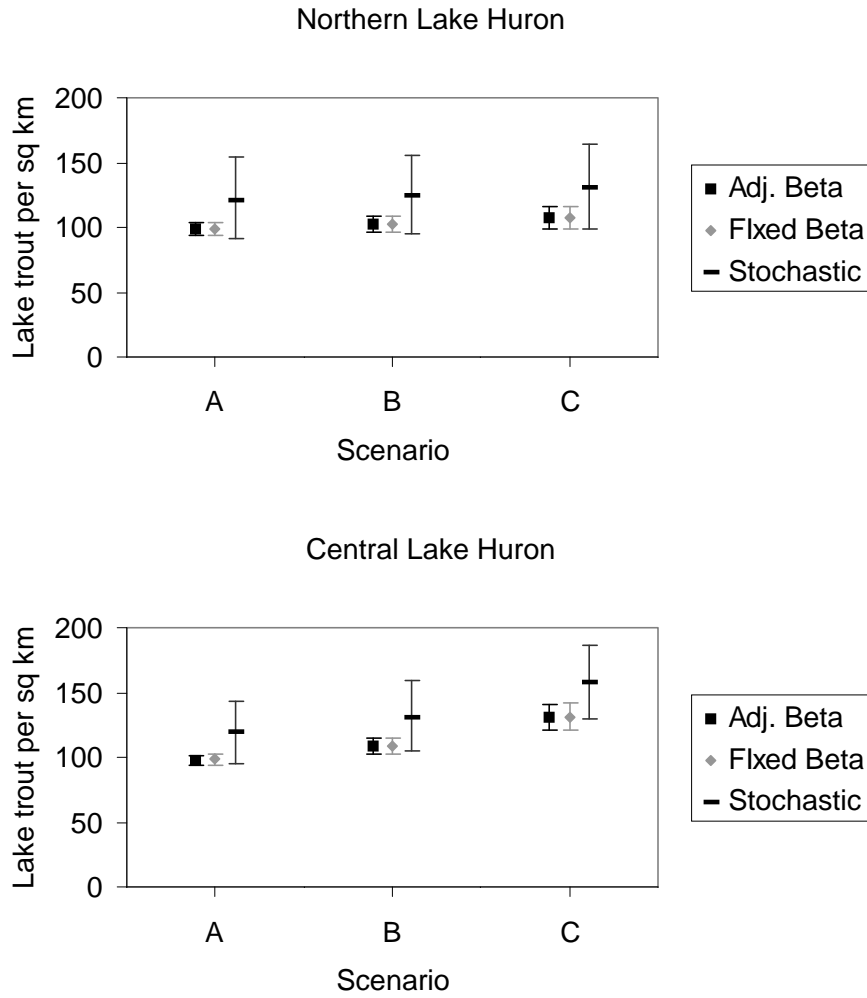 Northern Lake Huron
Lake trout per sq km
200
150
100
50
0
A B C
Scenario
Adj. Beta
FIxed Beta
Stochastic
Central Lake Huron
Lake trout per sq km
200
150
100
50
0
A B C
Scenario
Adj. Beta
FIxed Beta
Stochastic